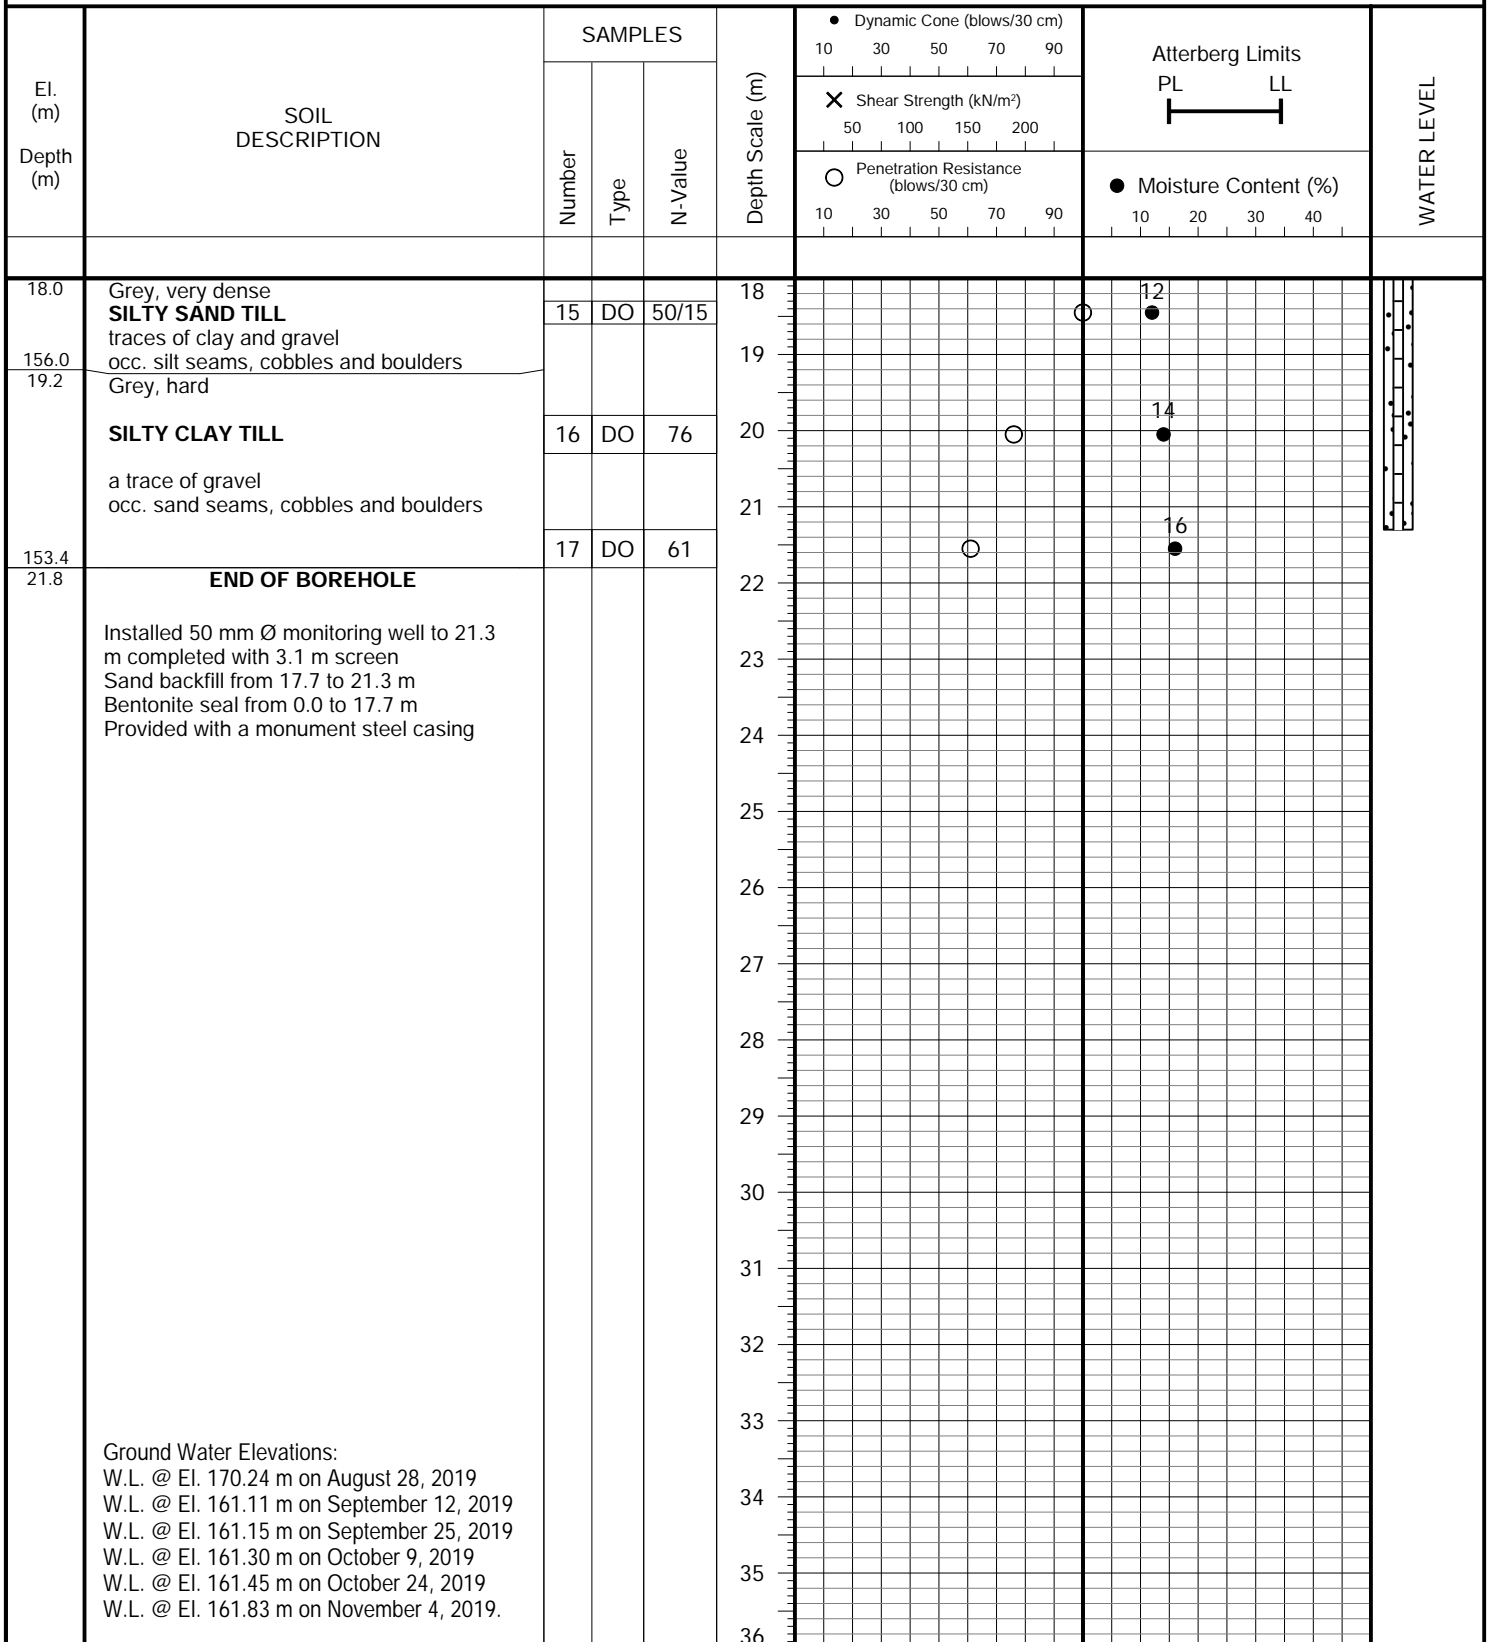 El.
(m)
Depth
(m)
SOIL
DESCRIPTION
SAMPLES
Number
Type
N-Value
Depth Scale (m)
Dynamic Cone (blows/30 cm)
10 30 50 70 90
Shear Strength (kN/m²)
50 100 150 200
Penetration Resistance
(blows/30 cm)
10 30 50 70 90
Atterberg Limits
PL LL
Moisture Content (%)
10 20 30 40
WATER LEVEL
18.0 Grey, very dense 18 12
SILTY SAND TILL 15 DO 50/15
traces of clay and gravel
156.0 occ. silt seams, cobbles and boulders 19
19.2 Grey, hard
14
SILTY CLAY TILL 16 DO 76 20
a trace of gravel
occ. sand seams, cobbles and boulders 21
16
153.4 17 DO 61
21.8 END OF BOREHOLE 22
Installed 50 mm Ø monitoring well to 21.3
m completed with 3.1 m screen 23
Sand backfill from 17.7 to 21.3 m
Bentonite seal from 0.0 to 17.7 m
Provided with a monument steel casing 24
25
26
27
28
29
30
31
32
33
Ground Water Elevations:
W.L. @ El. 170.24 m on August 28, 2019
W.L. @ El. 161.11 m on September 12, 2019 34
W.L. @ El. 161.15 m on September 25, 2019
W.L. @ El. 161.30 m on October 9, 2019
W.L. @ El. 161.45 m on October 24, 2019 35
W.L. @ El. 161.83 m on November 4, 2019.
36